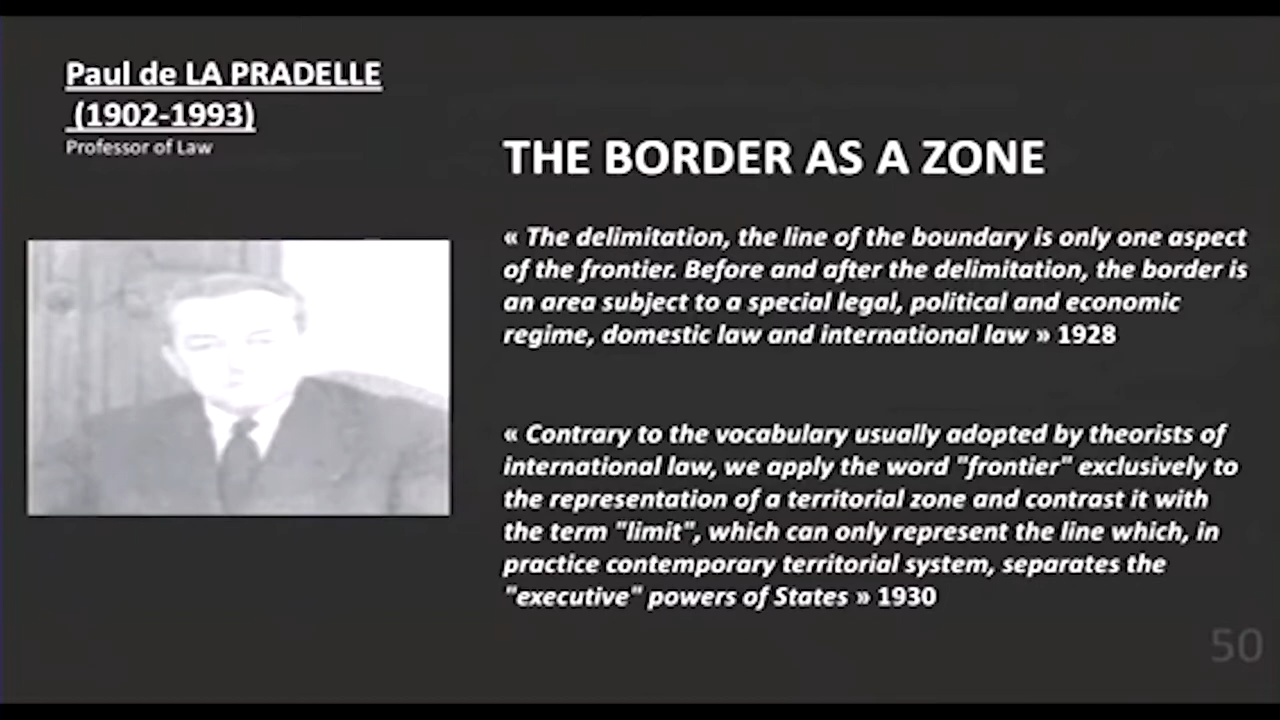 Paul de LA PRADELLE
(1902-1993)
Professor of Law
THE BORDER AS A ZONE
« The delimitation, the line of the boundary is only one aspect
of the frontier. Before and after the delimitation, the border is
an area subject to a special legal, political and economic
regime, domestic law and international law » 1928
« Contrary to the vocabulary usually adopted by theorists of
international law, we apply the word "frontier" exclusively to
the representation of a territorial zone and contrast it with
the term "limit", which can only represent the line which, in
practice contemporary territorial system, separates the
"executive" powers of States » 1930
50